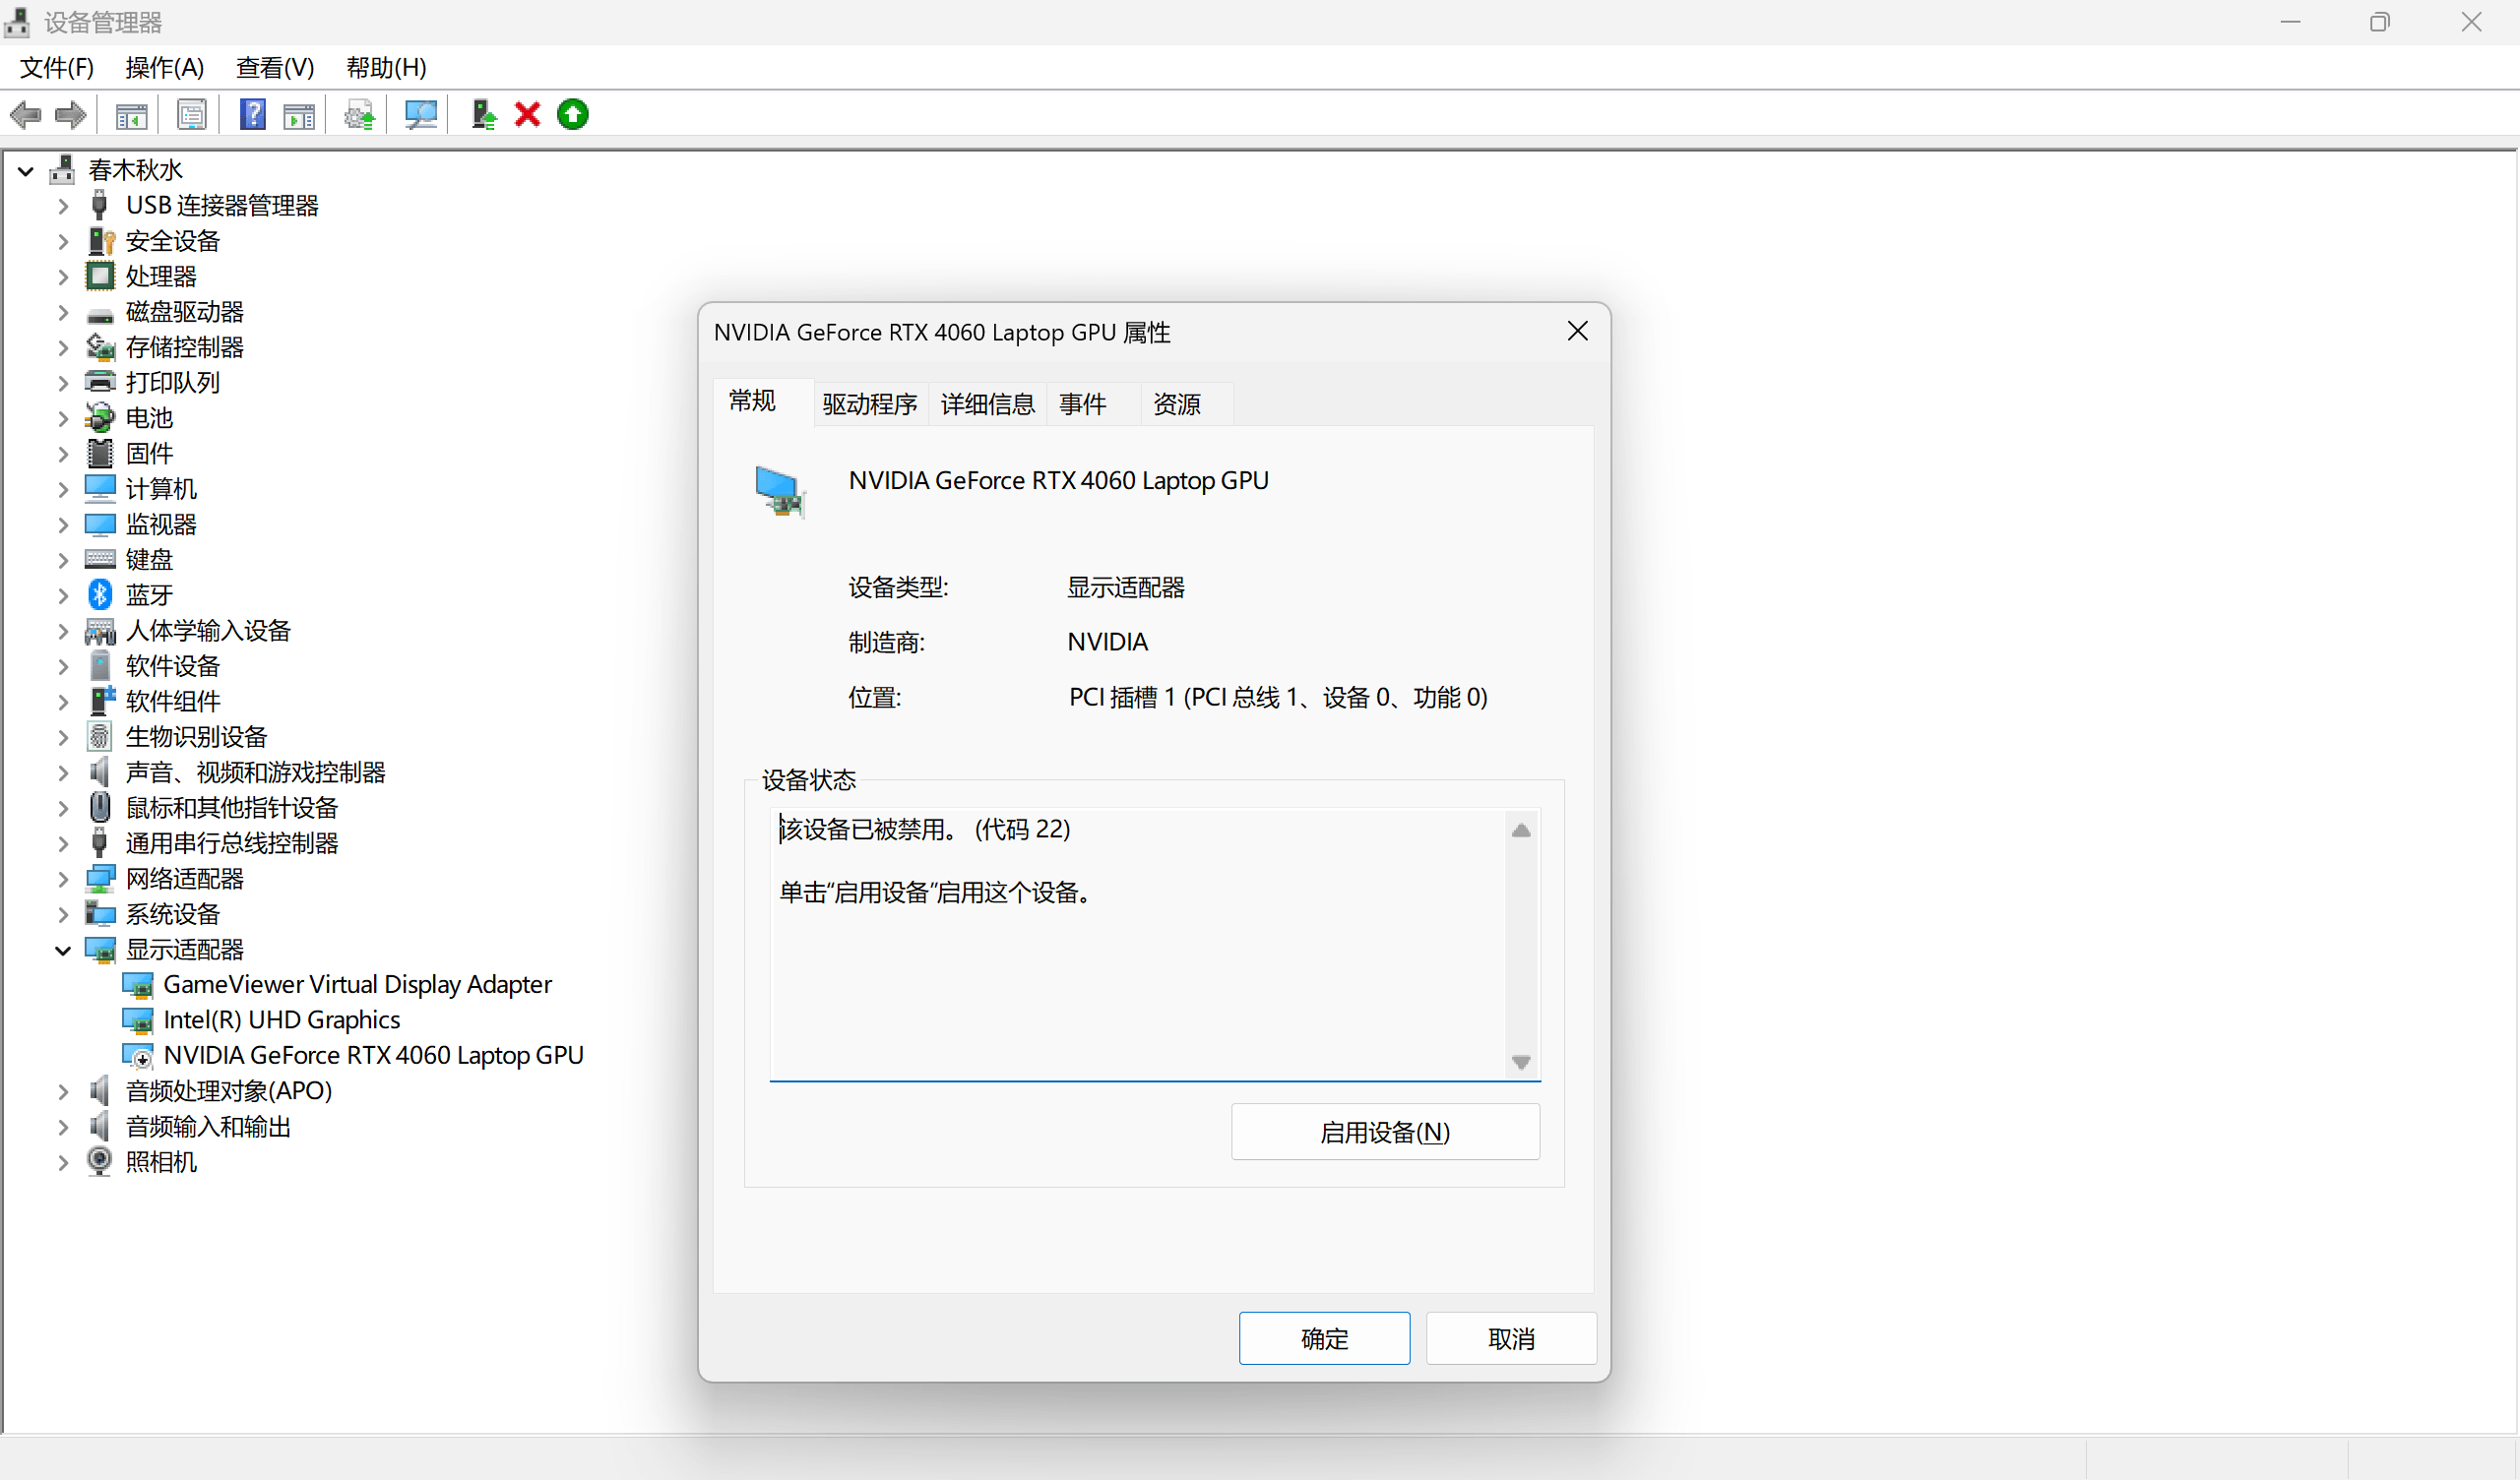 设备管理器
文件(F) 操作(A) 查看(V) 帮助(H)
春木秋水
USB 连接器管理器
安全设备
处理器
磁盘驱动器
存储控制器
打印队列
电池
固件
计算机
监视器
键盘
蓝牙
人体学输入设备
软件设备
软件组件
生物识别设备
声音、视频和游戏控制器
鼠标和其他指针设备
通用串行总线控制器
网络适配器
系统设备
显示适配器
GameViewer Virtual Display Adapter
Intel(R) UHD Graphics
NVIDIA GeForce RTX 4060 Laptop GPU
音频处理对象(APO)
音频输入和输出
照相机
NVIDIA GeForce RTX 4060 Laptop GPU 属性
常规 驱动程序 详细信息 事件 资源
NVIDIA GeForce RTX 4060 Laptop GPU
设备类型: 显示适配器
制造商: NVIDIA
位置: PCI 插槽 1 (PCI 总线 1、设备 0、功能 0)
设备状态
该设备已被禁用。 (代码 22)
单击“启用设备”启用这个设备。
启用设备(N)
确定 取消